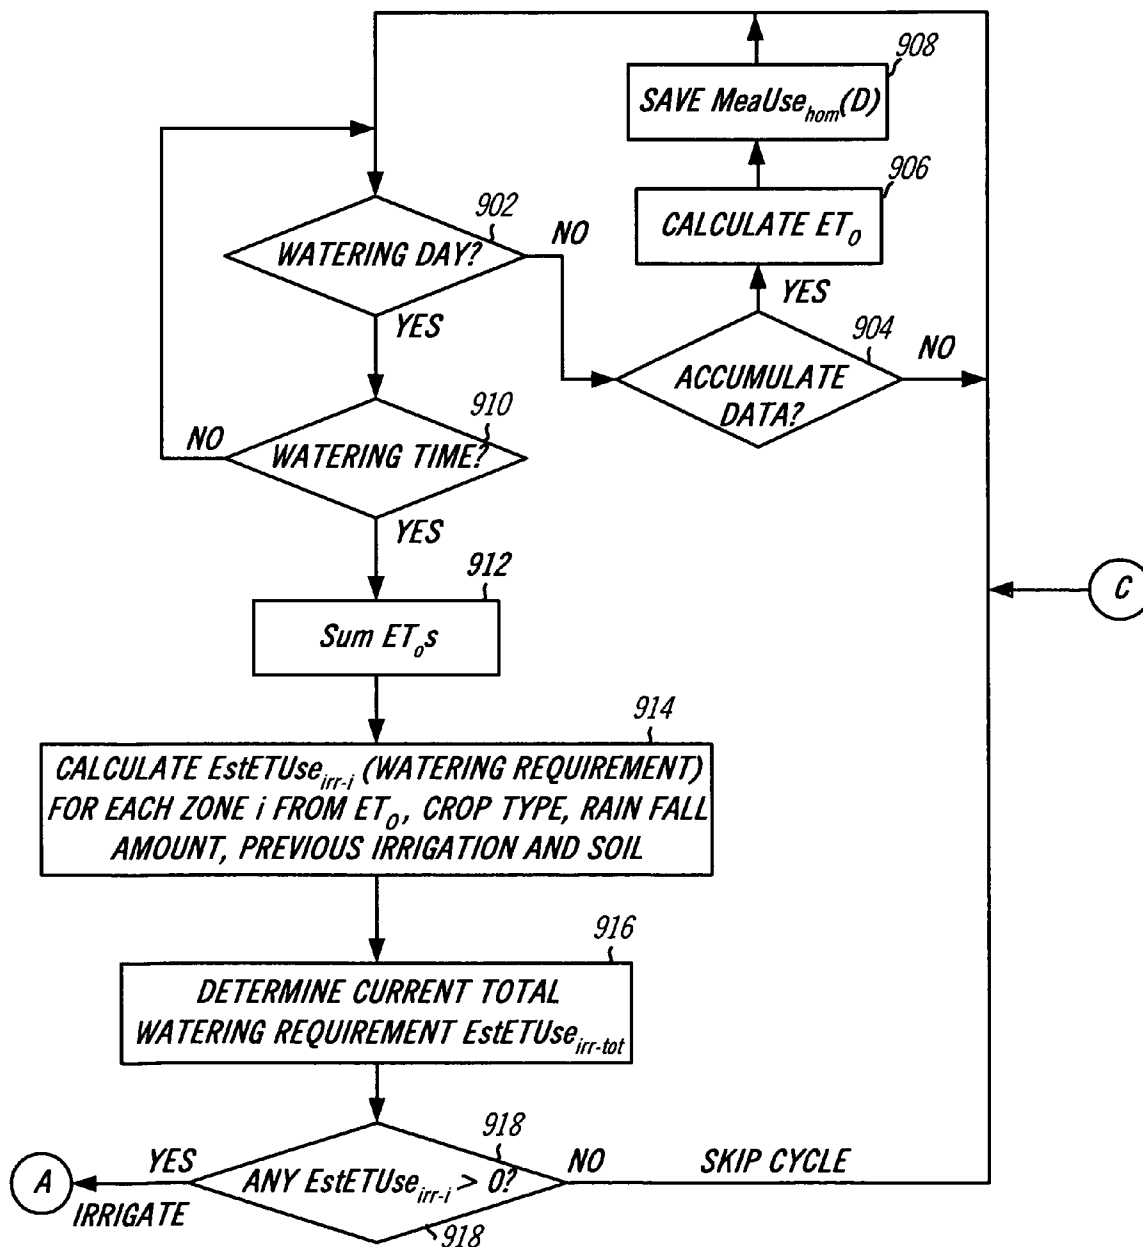 908
SAVE MeaUse_hom(D)
906
CALCULATE ET_o
902
WATERING DAY?
NO
YES
YES
904
NO
ACCUMULATE
DATA?
910
NO
WATERING TIME?
YES
912
Sum ET_os
C
914
CALCULATE EstETUse_irr-i (WATERING REQUIREMENT)
FOR EACH ZONE i FROM ET_o, CROP TYPE, RAIN FALL
AMOUNT, PREVIOUS IRRIGATION AND SOIL
916
DETERMINE CURRENT TOTAL
WATERING REQUIREMENT EstETUse_irr-tot
918
YES
NO
SKIP CYCLE
A
ANY EstETUse_irr-i > 0?
IRRIGATE
918